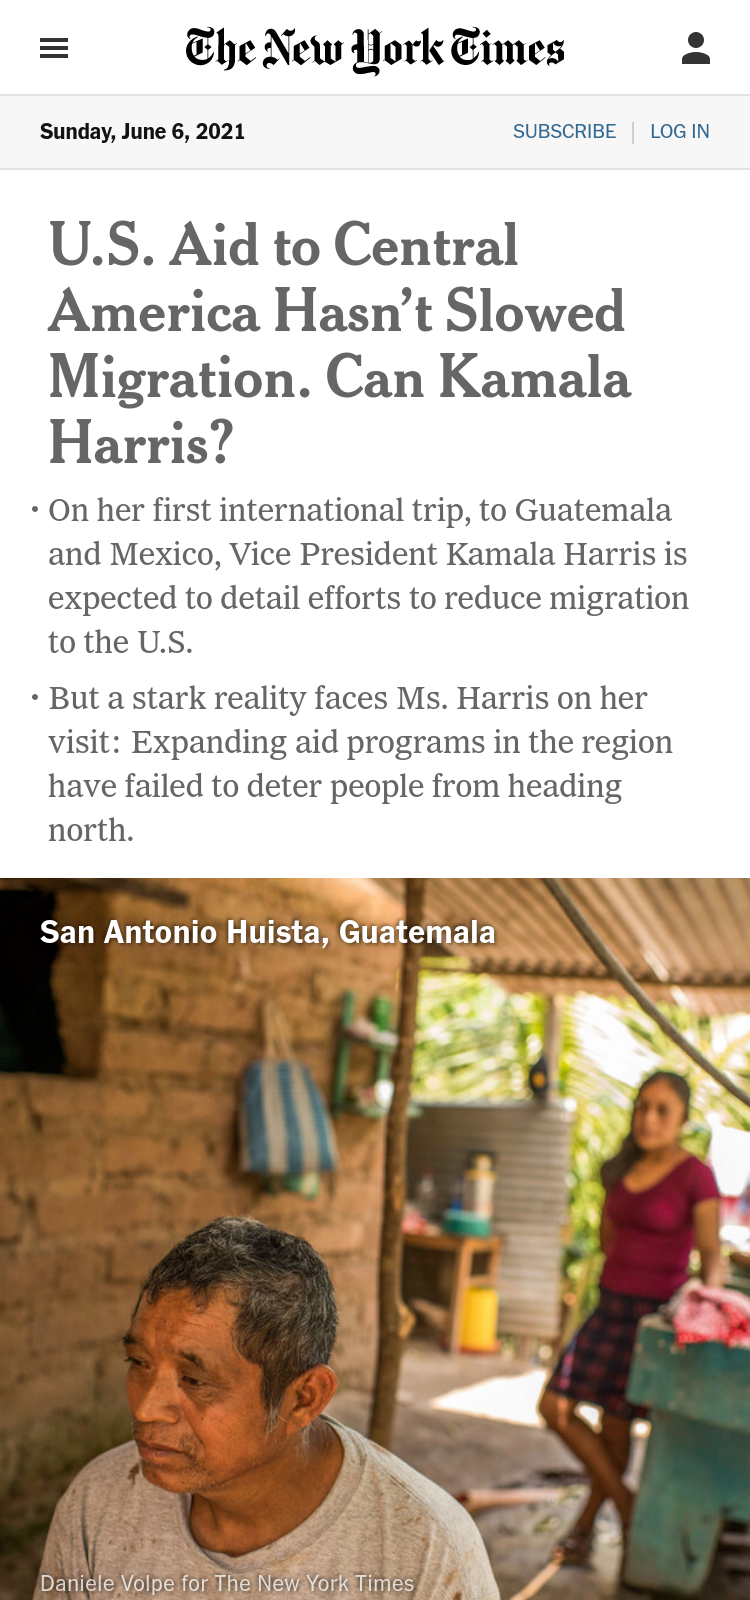 The New York Times
Sunday, June 6, 2021
SUBSCRIBE | LOG IN
U.S. Aid to Central
America Hasn’t Slowed
Migration. Can Kamala
Harris?
• On her first international trip, to Guatemala
and Mexico, Vice President Kamala Harris is
expected to detail efforts to reduce migration
to the U.S.
• But a stark reality faces Ms. Harris on her
visit: Expanding aid programs in the region
have failed to deter people from heading
north.
San Antonio Huista, Guatemala
Daniele Volpe for The New York Times